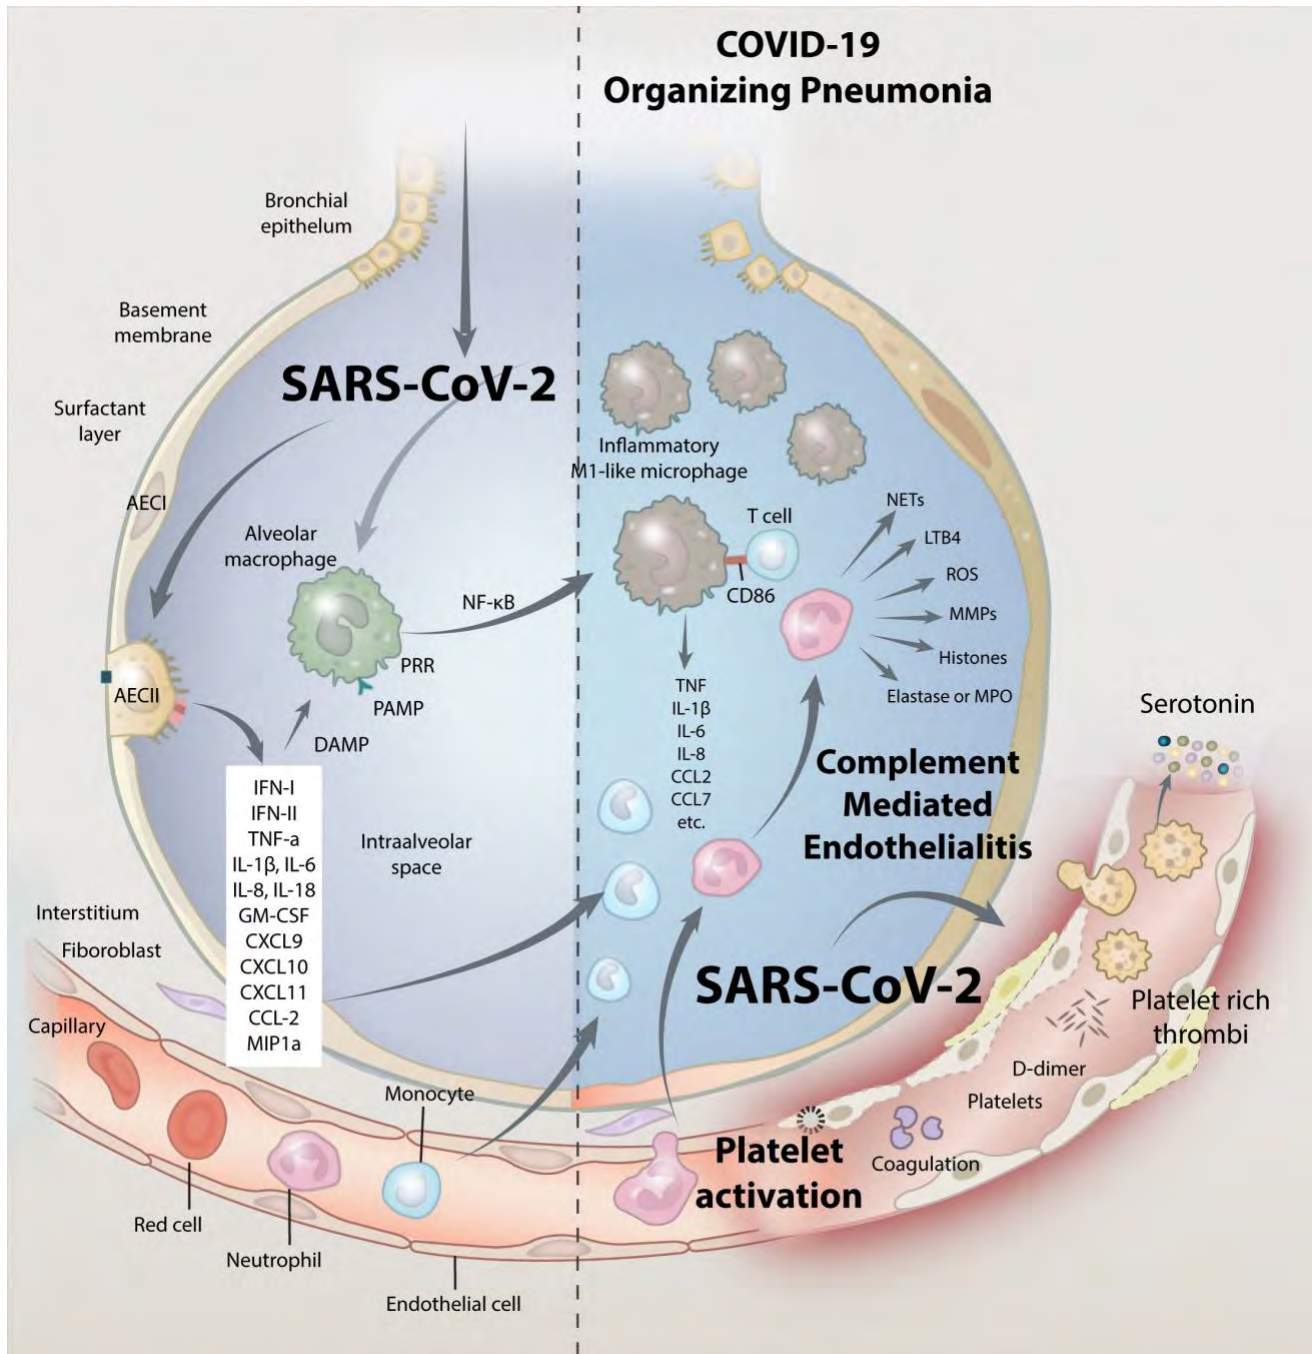 COVID-19
Organizing Pneumonia
Bronchial
epithelum
Basement
membrane
SARS-CoV-2
Surfactant
layer
AECI
Alveolar
macrophage
NF-κB
PRR
PAMP
DAMP
AECII
IFN-I
IFN-II
TNF-a
IL-1β, IL-6
IL-8, IL-18
GM-CSF
CXCL9
CXCL10
CXCL11
CCL-2
MIP1a
Intraalveolar
space
Interstitium
Fiboroblast
Capillary
Red cell
Neutrophil
Monocyte
Endothelial cell
Inflammatory
M1-like microphage
T cell
CD86
TNF
IL-1β
IL-6
IL-8
CCL2
CCL7
etc.
NETs
LTB4
ROS
MMPs
Histones
Elastase or MPO
Complement
Mediated
Endothelialitis
SARS-CoV-2
Serotonin
Platelet rich
thrombi
D-dimer
Platelets
Coagulation
Platelet
activation